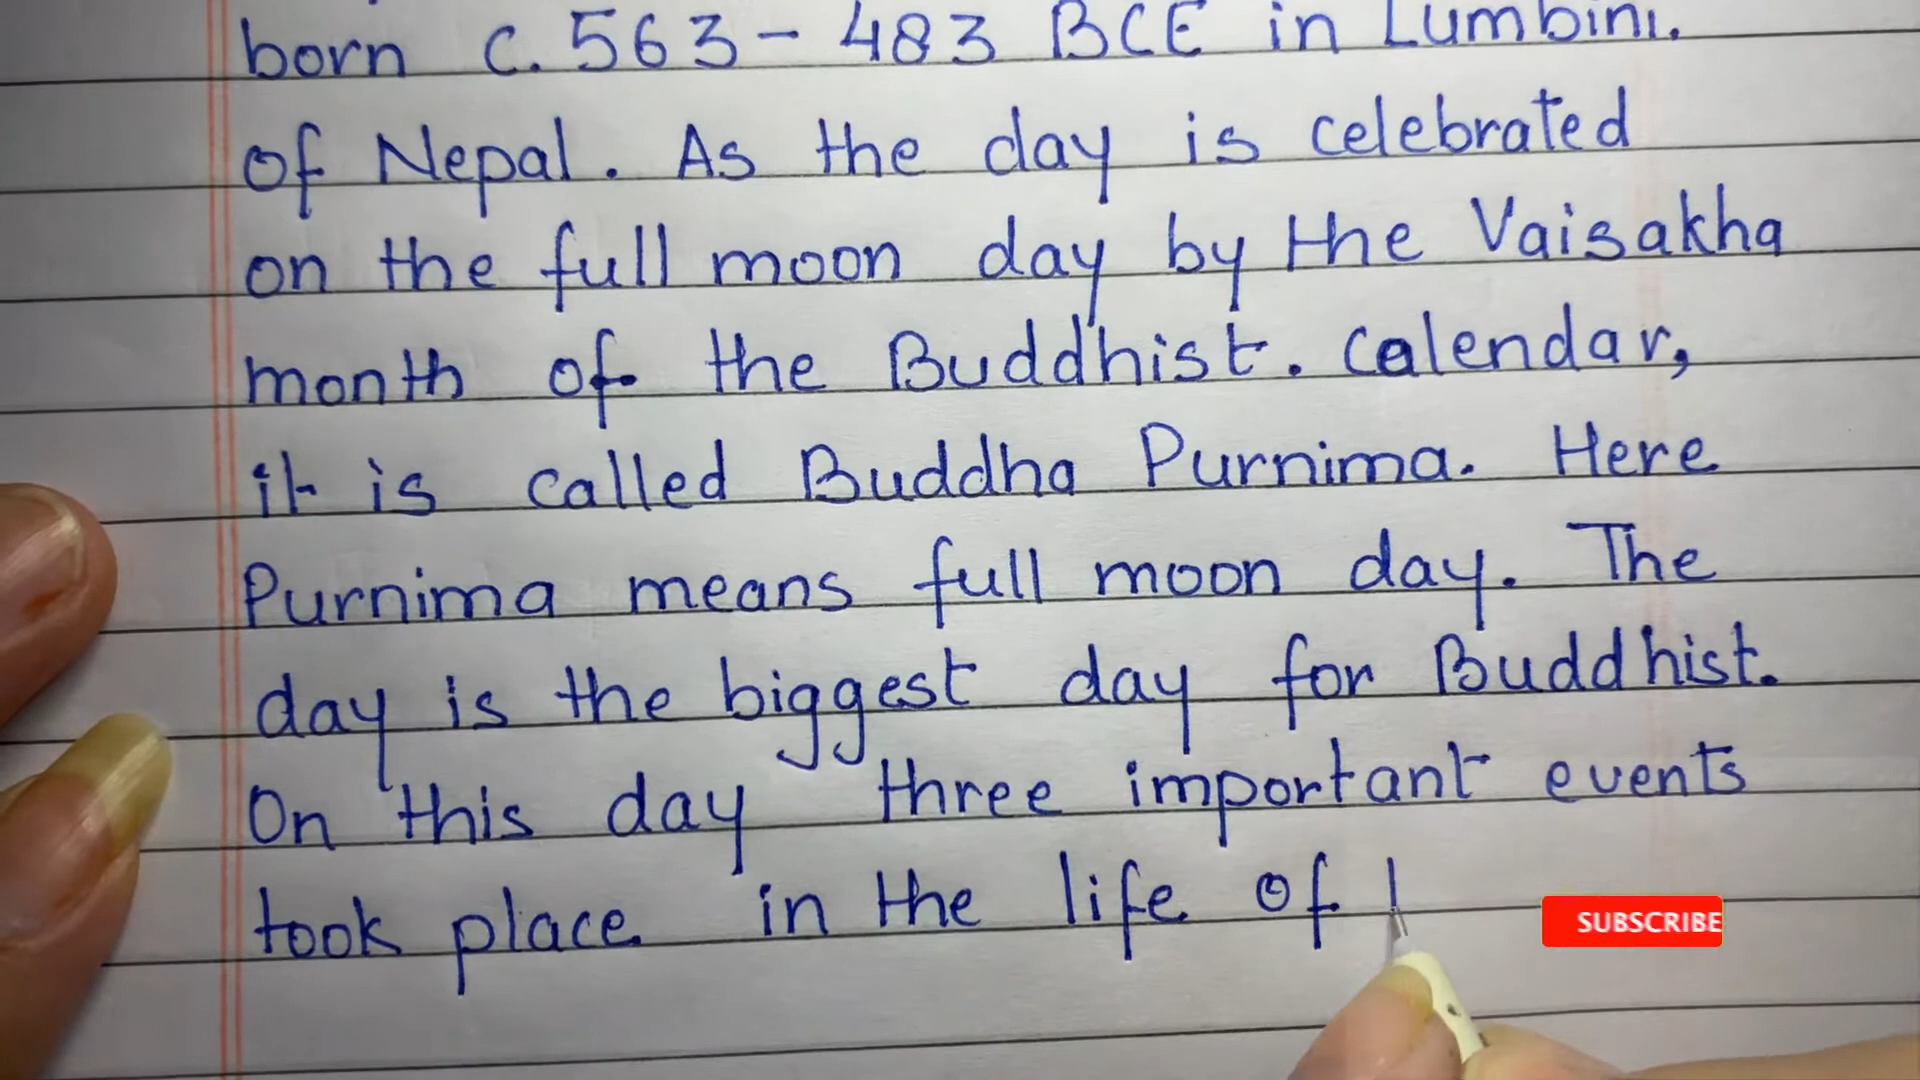 born c. 563 - 483 BCE in Lumbini.
of Nepal. As the day is celebrated
on the full moon day by the Vaisakha
month of the Buddhist. Calendar,
it is called Buddha Purnima. Here
Purnima means full moon day. The
day is the biggest day for Buddhist.
On this day three important events
took place in the life of
SUBSCRIBE